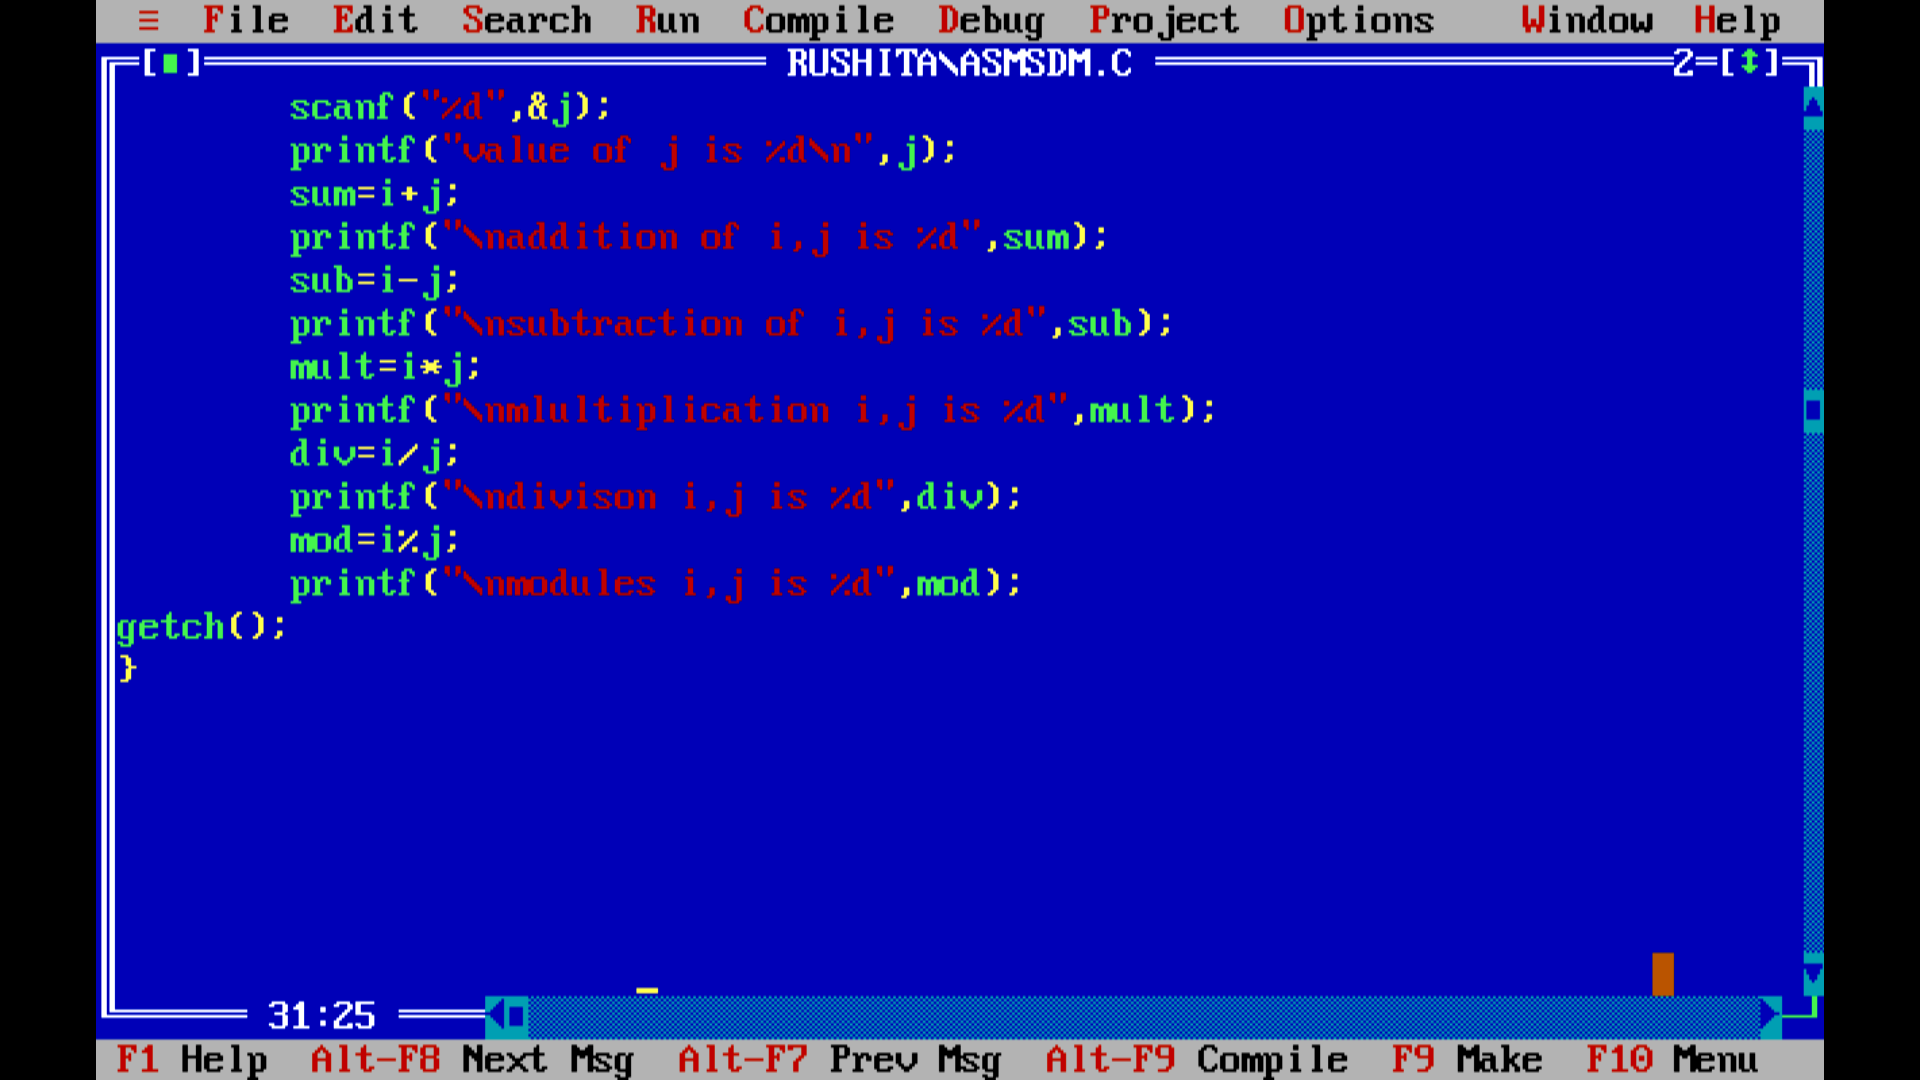 ≡ File Edit Search Run Compile Debug Project Options Window Help
[■] RUSHITA\ASMSDM.C 2=[↕]
scanf("%d",&j);
printf("value of j is %d\n",j);
sum=i+j;
printf("\naddition of i,j is %d",sum);
sub=i-j;
printf("\nsubtraction of i,j is %d",sub);
mult=i*j;
printf("\nmlultiplication i,j is %d",mult);
div=i/j;
printf("\ndivison i,j is %d",div);
mod=i%j;
printf("\nmodules i,j is %d",mod);
getch();
}
31:25
F1 Help Alt-F8 Next Msg Alt-F7 Prev Msg Alt-F9 Compile F9 Make F10 Menu